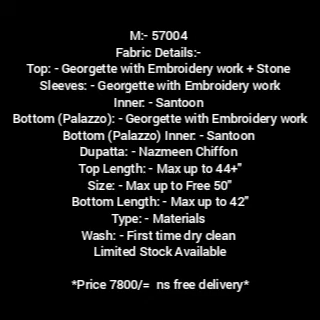 M:- 57004
Fabric Details:-
Top: - Georgette with Embroidery work + Stone
Sleeves: - Georgette with Embroidery work
Inner: - Santoon
Bottom (Palazzo): - Georgette with Embroidery work
Bottom (Palazzo) Inner: - Santoon
Dupatta: - Nazmeen Chiffon
Top Length: - Max up to 44+"
Size: - Max up to Free 50"
Bottom Length: - Max up to 42"
Type: - Materials
Wash: - First time dry clean
Limited Stock Available
*Price 7800/=  ns free delivery*